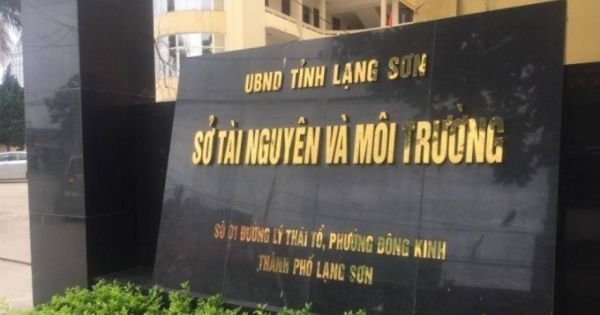 UBND TỈNH LẠNG SƠN
SỞ TÀI NGUYÊN VÀ MÔI TRƯỜNG
SỐ 01 ĐƯỜNG LÝ THÁI TỔ, PHƯỜNG ĐÔNG KINH
THÀNH PHỐ LẠNG SƠN